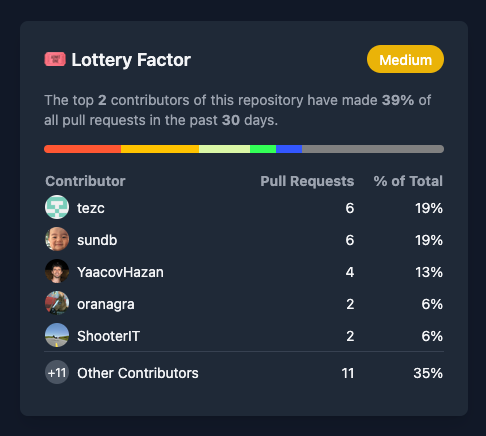 Lottery Factor
Medium
The top 2 contributors of this repository have made 39% of
all pull requests in the past 30 days.
Contributor Pull Requests % of Total
tezc 6 19%
sundb 6 19%
YaacovHazan 4 13%
oranagra 2 6%
ShooterIT 2 6%
+11 Other Contributors 11 35%